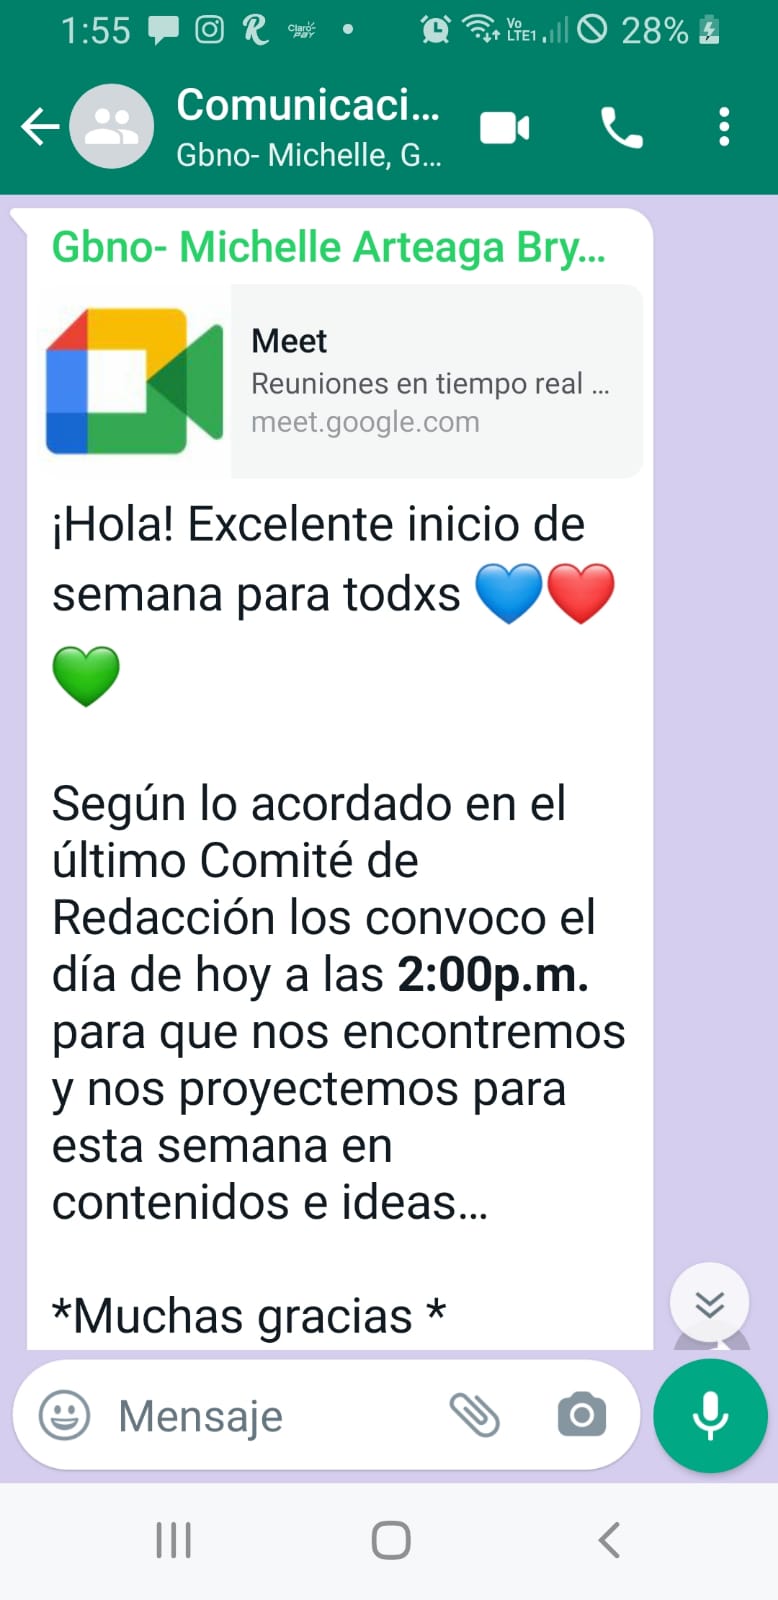 1:55
Claro-
pay
Vo
LTE1
28%
Comunicaci...
Gbno- Michelle, G...
Gbno- Michelle Arteaga Bry...
Meet
Reuniones en tiempo real ...
meet.google.com
¡Hola! Excelente inicio de
semana para todxs 💙❤️
💚
Según lo acordado en el
último Comité de
Redacción los convoco el
día de hoy a las 2:00p.m.
para que nos encontremos
y nos proyectemos para
esta semana en
contenidos e ideas...
*Muchas gracias *
Mensaje